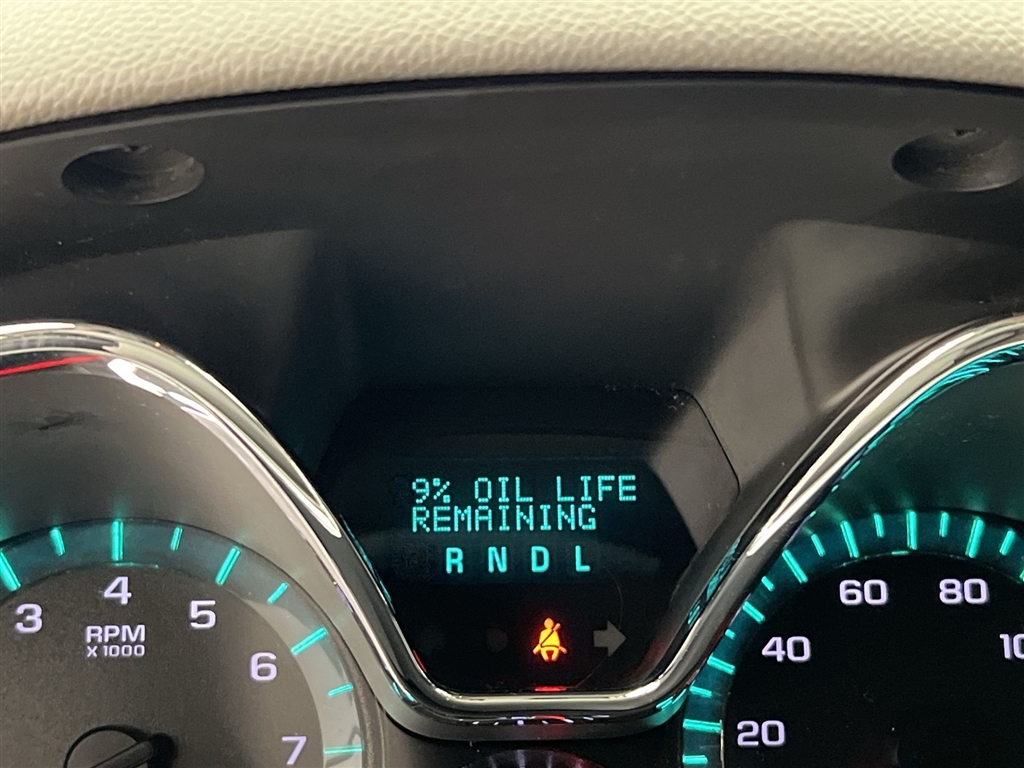 9% OIL LIFE
REMAINING
R N D L
3 4 5 6 7
RPM
X 1000
20 40 60 80